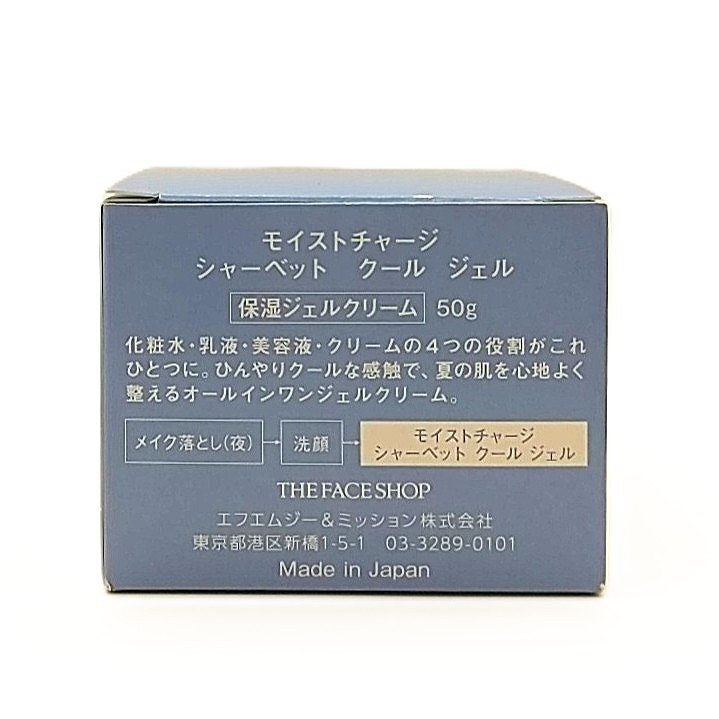 モイストチャージ
シャーベット クール ジェル
保湿ジェルクリーム 50g
化粧水・乳液・美容液・クリームの4つの役割がこれ
ひとつに。ひんやりクールな感触で、夏の肌を心地よく
整えるオールインワンジェルクリーム。
メイク落とし(夜) → 洗顔 → モイストチャージ
シャーベット クール ジェル
THEFACESHOP
エフエムジー&ミッション株式会社
東京都港区新橋1-5-1 03-3289-0101
Made in Japan